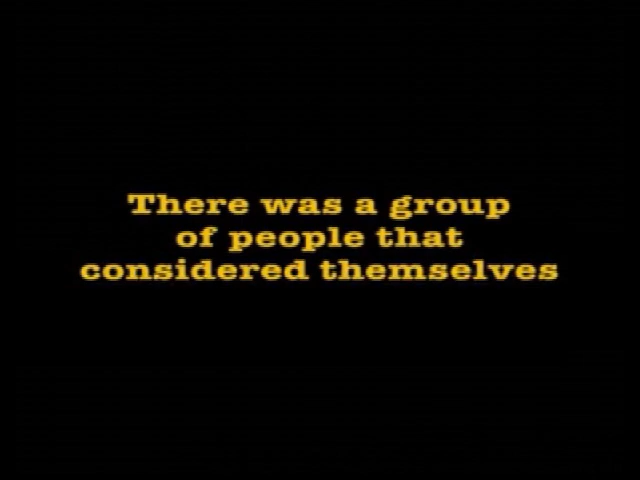 There was a group
of people that
considered themselves